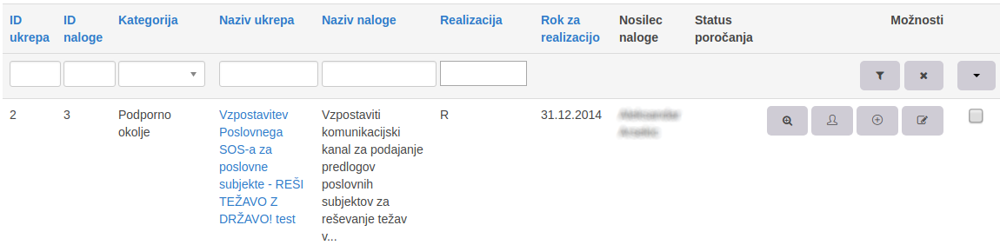 ID ukrepa
ID naloge
Kategorija
Naziv ukrepa
Naziv naloge
Realizacija
Rok za realizacijo
Nosilec naloge
Status poročanja
Možnosti
2
3
Podporno
okolje
Vzpostavitev
Poslovnega
SOS-a za
poslovne
subjekte - REŠI
TEŽAVO Z
DRŽAVO! test
Vzpostaviti
komunikacijski
kanal za podajanje
predlogov
poslovnih
subjektov za
reševanje težav
v...
R
31.12.2014